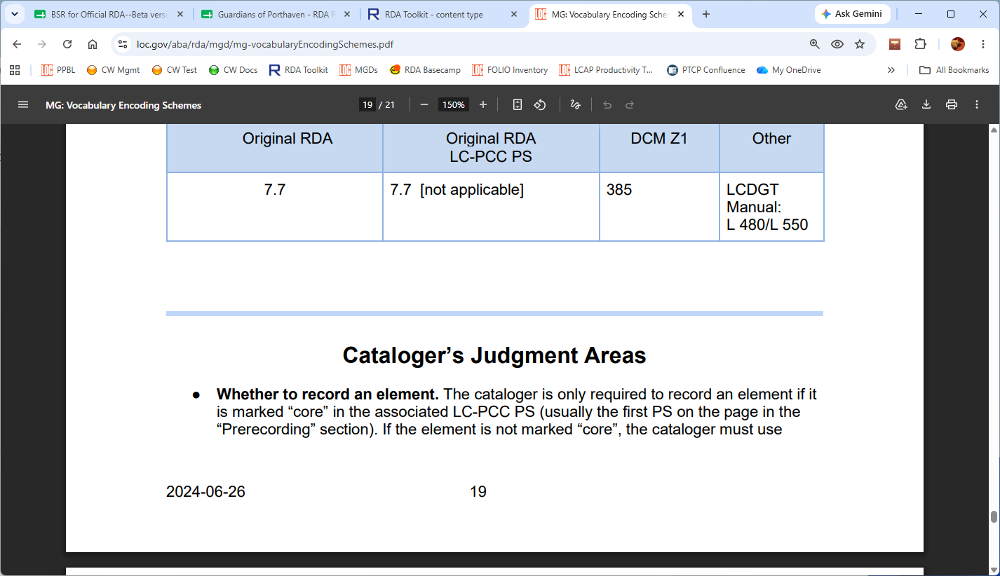 BSR for Official RDA--Beta versi
Guardians of Porthaven - RDA R
RDA Toolkit - content type
MG: Vocabulary Encoding Scher
Ask Gemini
loc.gov/aba/rda/mgd/mg-vocabularyEncodingSchemes.pdf
PPBL
CW Mgmt
CW Test
CW Docs
RDA Toolkit
MGDs
RDA Basecamp
FOLIO Inventory
LCAP Productivity T...
PTCP Confluence
My OneDrive
All Bookmarks
MG: Vocabulary Encoding Schemes
19 / 21
150%
Original RDA
Original RDA
LC-PCC PS
DCM Z1
Other
7.7
7.7 [not applicable]
385
LCDGT
Manual:
L 480/L 550
Cataloger’s Judgment Areas
● Whether to record an element. The cataloger is only required to record an element if it
is marked “core” in the associated LC-PCC PS (usually the first PS on the page in the
“Prerecording” section). If the element is not marked “core”, the cataloger must use
2024-06-26
19